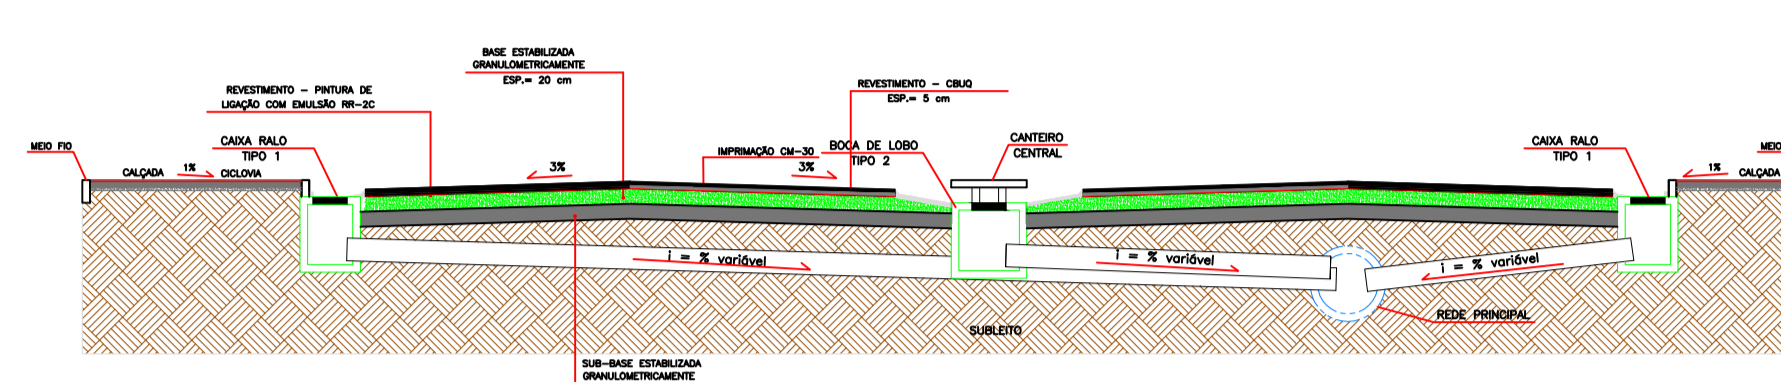 BASE ESTABILIZADA
GRANULOMETRICAMENTE
ESP.= 20 cm
REVESTIMENTO - PINTURA DE
LIGAÇÃO COM EMULSÃO RR-2C
REVESTIMENTO - CBUQ
ESP.= 5 cm
MEIO FIO
CAIXA RALO
TIPO 1
CALÇADA
1%
CICLOVIA
3%
IMPRIMAÇÃO CM-30
3%
BOCA DE LOBO
TIPO 2
CANTEIRO
CENTRAL
CAIXA RALO
TIPO 1
MEIO
1%
CALÇADA
i = % variável
i = % variável
i = % variável
REDE PRINCIPAL
SUBLEITO
SUB-BASE ESTABILIZADA
GRANULOMETRICAMENTE